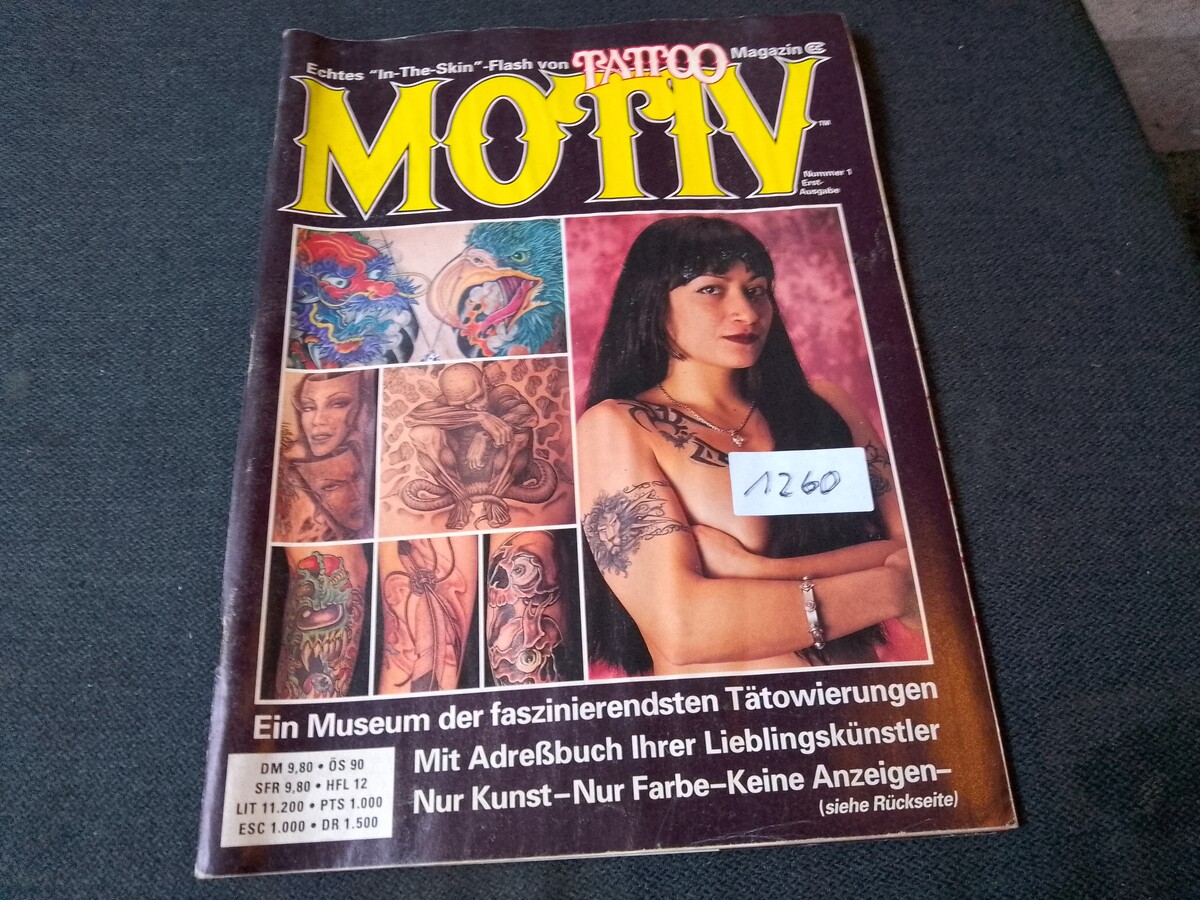 Echtes "In-The-Skin"-Flash von TATTOO Magazin
MOTIV
TM
Nummer 1
Erst-
Ausgabe
1260
Ein Museum der faszinierendsten Tätowierungen
Mit Adreßbuch Ihrer Lieblingskünstler
Nur Kunst–Nur Farbe–Keine Anzeigen–
(siehe Rückseite)
DM 9,80 • ÖS 90
SFR 9,80 • HFL 12
LIT 11.200 • PTS 1.000
ESC 1.000 • DR 1.500